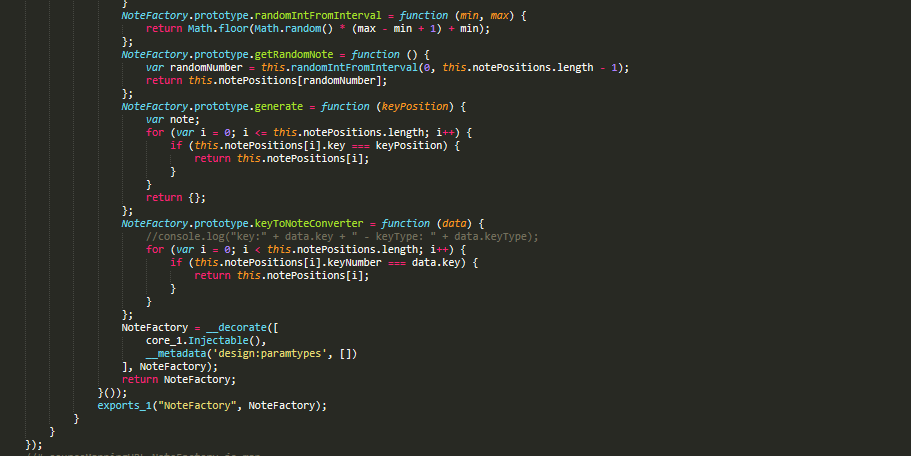 }
NoteFactory.prototype.randomIntFromInterval = function (min, max) {
return Math.floor(Math.random() * (max - min + 1) + min);
};
NoteFactory.prototype.getRandomNote = function () {
var randomNumber = this.randomIntFromInterval(0, this.notePositions.length - 1);
return this.notePositions[randomNumber];
};
NoteFactory.prototype.generate = function (keyPosition) {
var note;
for (var i = 0; i <= this.notePositions.length; i++) {
if (this.notePositions[i].key === keyPosition) {
return this.notePositions[i];
}
}
return {};
};
NoteFactory.prototype.keyToNoteConverter = function (data) {
//console.log("key:" + data.key + " - keyType: " + data.keyType);
for (var i = 0; i < this.notePositions.length; i++) {
if (this.notePositions[i].keyNumber === data.key) {
return this.notePositions[i];
}
}
};
NoteFactory = __decorate([
core_1.Injectable(),
__metadata('design:paramtypes', [])
], NoteFactory);
return NoteFactory;
}());
exports_1("NoteFactory", NoteFactory);
}
}
});